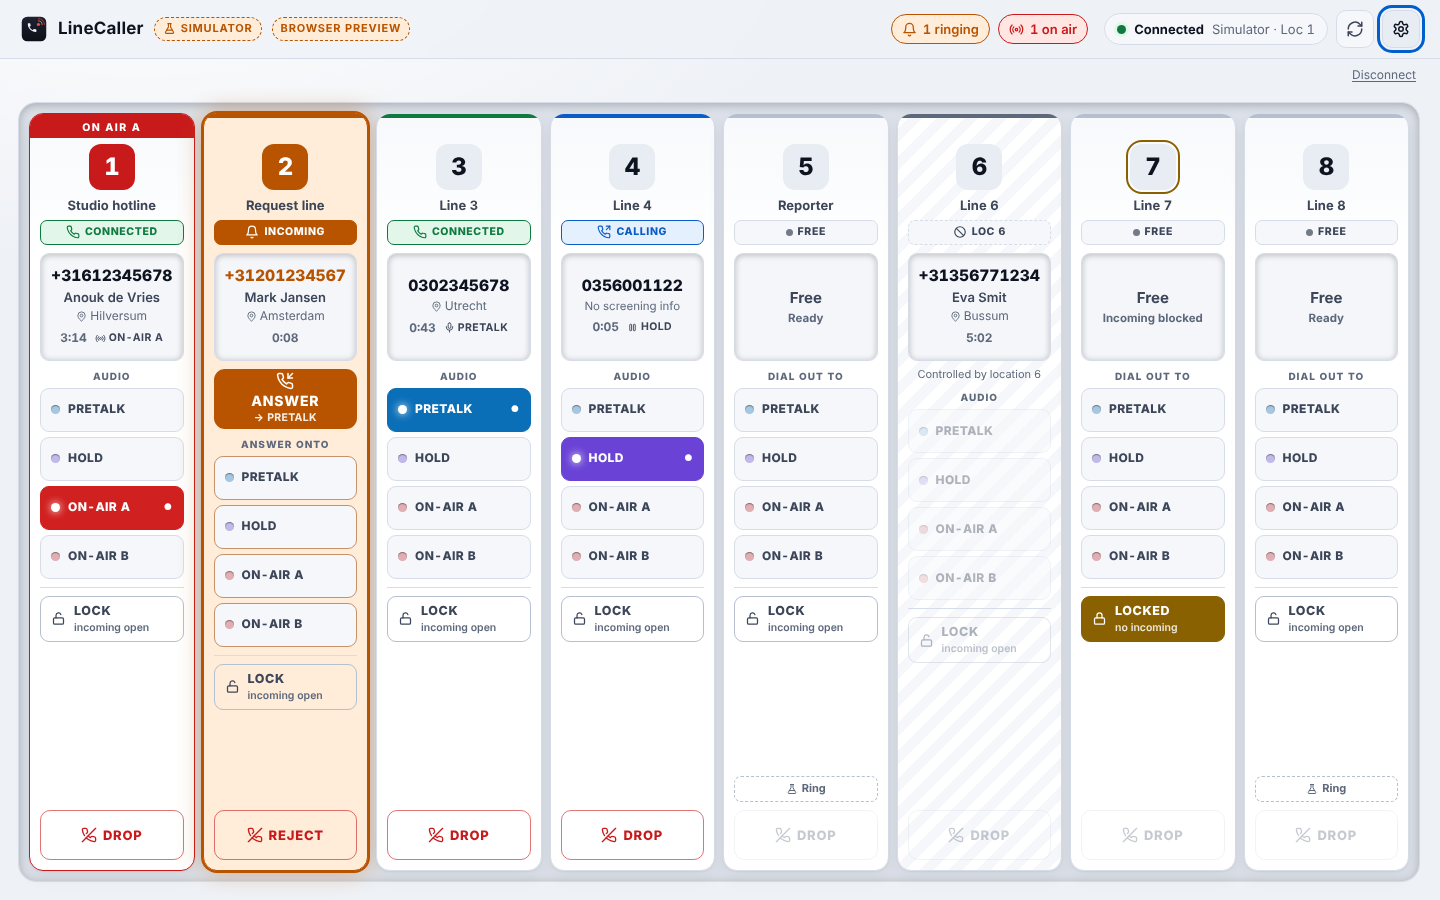 LineCaller
SIMULATOR
BROWSER PREVIEW
1 ringing
1 on air
Connected Simulator · Loc 1
Disconnect
ON AIR A
1
Studio hotline
CONNECTED
+31612345678
Anouk de Vries
Hilversum
3:14 ON-AIR A
AUDIO
PRETALK
HOLD
ON-AIR A
ON-AIR B
LOCK
incoming open
DROP
2
Request line
INCOMING
+31201234567
Mark Jansen
Amsterdam
0:08
ANSWER
→ PRETALK
ANSWER ONTO
PRETALK
HOLD
ON-AIR A
ON-AIR B
LOCK
incoming open
REJECT
3
Line 3
CONNECTED
0302345678
Utrecht
0:43 PRETALK
AUDIO
PRETALK
HOLD
ON-AIR A
ON-AIR B
LOCK
incoming open
DROP
4
Line 4
CALLING
0356001122
No screening info
0:05 HOLD
AUDIO
PRETALK
HOLD
ON-AIR A
ON-AIR B
LOCK
incoming open
DROP
5
Reporter
FREE
Free
Ready
DIAL OUT TO
PRETALK
HOLD
ON-AIR A
ON-AIR B
LOCK
incoming open
Ring
DROP
6
Line 6
LOC 6
+31356771234
Eva Smit
Bussum
5:02
Controlled by location 6
AUDIO
PRETALK
HOLD
ON-AIR A
ON-AIR B
LOCK
incoming open
DROP
7
Line 7
FREE
Free
Incoming blocked
DIAL OUT TO
PRETALK
HOLD
ON-AIR A
ON-AIR B
LOCKED
no incoming
DROP
8
Line 8
FREE
Free
Ready
DIAL OUT TO
PRETALK
HOLD
ON-AIR A
ON-AIR B
LOCK
incoming open
Ring
DROP